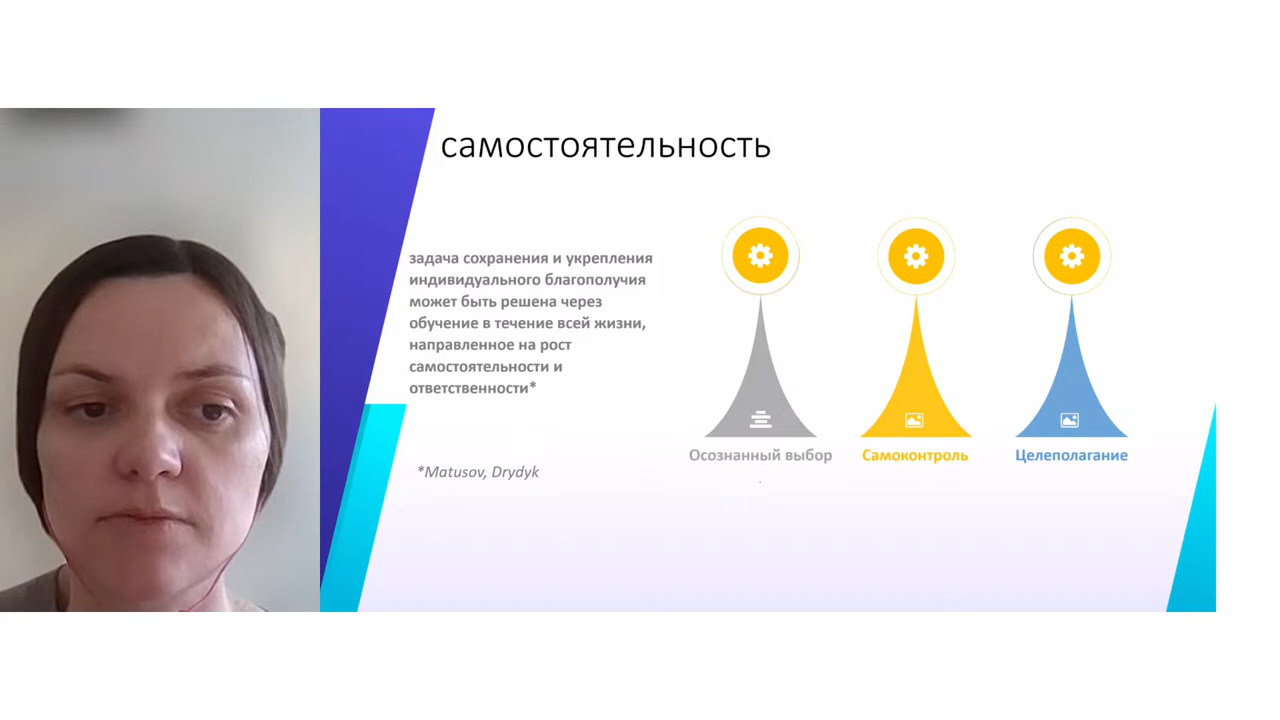 самостоятельность
задача сохранения и укрепления
индивидуального благополучия
может быть решена через
обучение в течение всей жизни,
направленное на рост
самостоятельности и
ответственности*
*Matusov, Drydyk
Осознанный выбор
Самоконтроль
Целеполагание